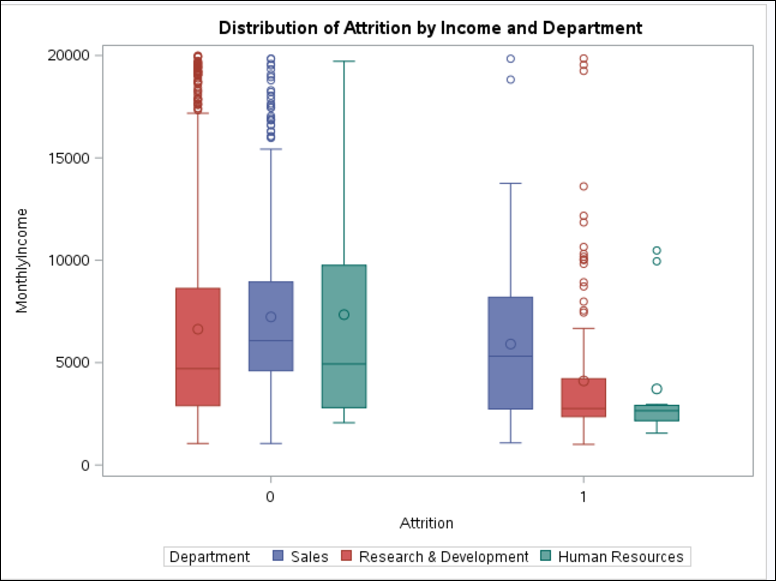 Distribution of Attrition by Income and Department
20000
15000
10000
5000
0
MonthlyIncome
0 1
Attrition
Department Sales Research & Development Human Resources